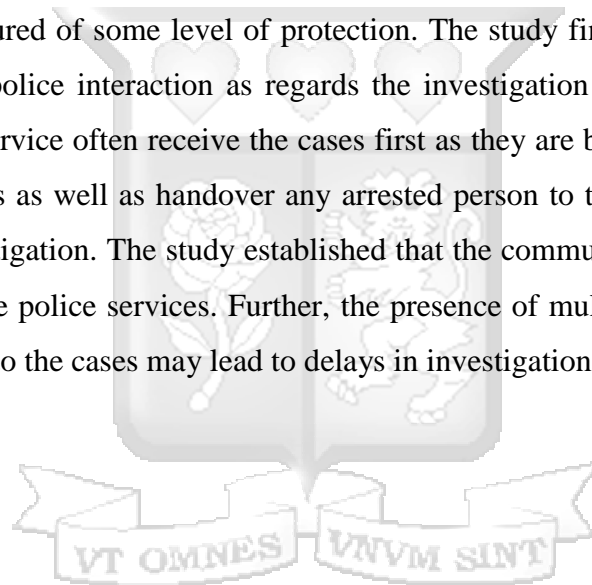 ured of some level of protection. The study fir
police interaction as regards the investigation
ervice often receive the cases first as they are b
s as well as handover any arrested person to t
tigation. The study established that the commu
e police services. Further, the presence of mul
o the cases may lead to delays in investigation
VT OMNES VNVM SINT